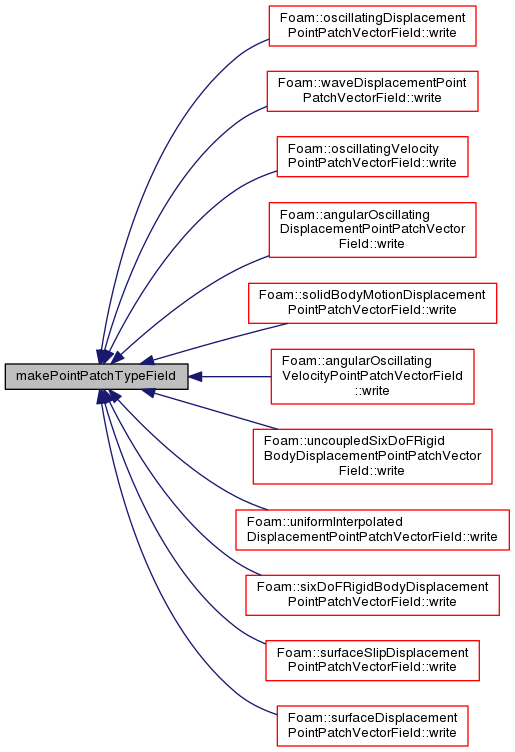 Foam::oscillatingDisplacement
PointPatchVectorField::write
Foam::waveDisplacementPoint
PatchVectorField::write
Foam::oscillatingVelocity
PointPatchVectorField::write
Foam::angularOscillating
DisplacementPointPatchVector
Field::write
Foam::solidBodyMotionDisplacement
PointPatchVectorField::write
makePointPatchTypeField
Foam::angularOscillating
VelocityPointPatchVectorField
::write
Foam::uncoupledSixDoFRigid
BodyDisplacementPointPatchVector
Field::write
Foam::uniformInterpolated
DisplacementPointPatchVectorField::write
Foam::sixDoFRigidBodyDisplacement
PointPatchVectorField::write
Foam::surfaceSlipDisplacement
PointPatchVectorField::write
Foam::surfaceDisplacement
PointPatchVectorField::write